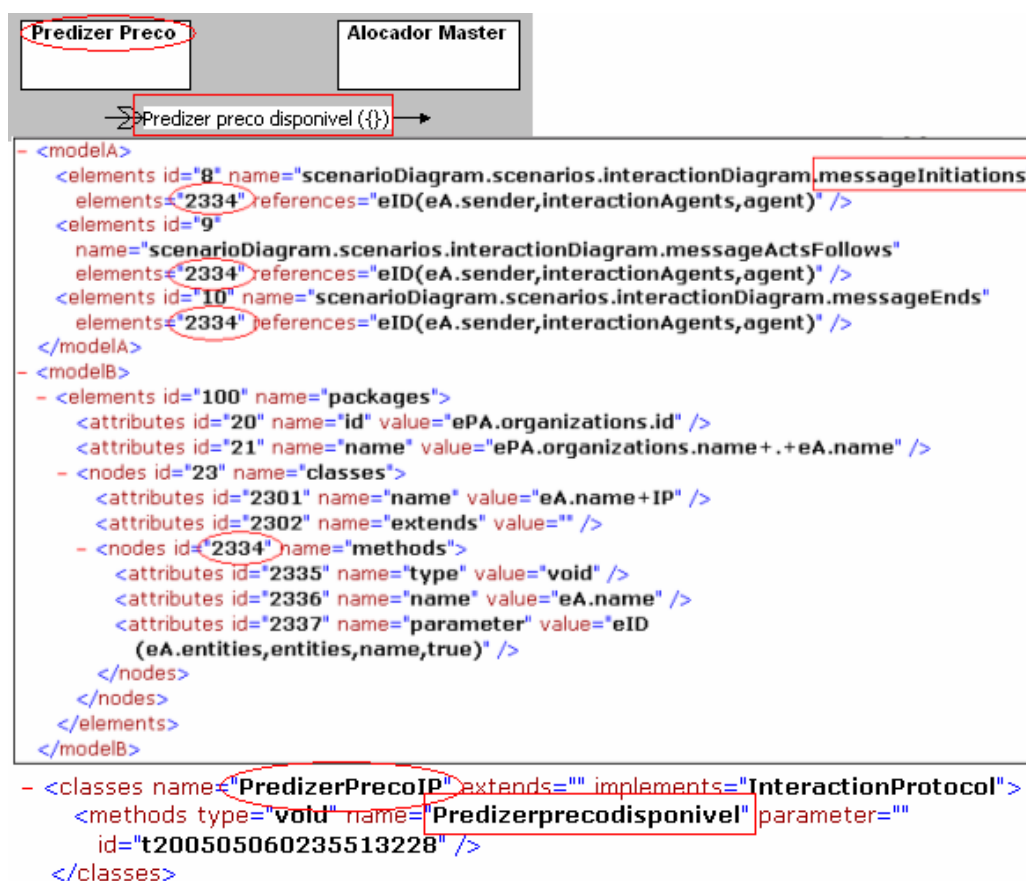 Predizer Preco
Alocador Master
Predizer preco disponivel ({})
- <modelA>
<elements id="8" name="scenarioDiagram.scenarios.interactionDiagram.messageInitiations
elements="2334" references="eID(eA.sender,interactionAgents,agent)" />
<elements id="9"
name="scenarioDiagram.scenarios.interactionDiagram.messageActsFollows"
elements="2334" references="eID(eA.sender,interactionAgents,agent)" />
<elements id="10" name="scenarioDiagram.scenarios.interactionDiagram.messageEnds"
elements="2334" references="eID(eA.sender,interactionAgents,agent)" />
</modelA>
- <modelB>
- <elements id="100" name="packages">
<attributes id="20" name="id" value="ePA.organizations.id" />
<attributes id="21" name="name" value="ePA.organizations.name+.+eA.name" />
- <nodes id="23" name="classes">
<attributes id="2301" name="name" value="eA.name+IP" />
<attributes id="2302" name="extends" value="" />
- <nodes id="2334" name="methods">
<attributes id="2335" name="type" value="void" />
<attributes id="2336" name="name" value="eA.name" />
<attributes id="2337" name="parameter" value="eID
(eA.entities,entities,name,true)" />
</nodes>
</nodes>
</elements>
</modelB>
- <classes name="PredizerPrecoIP" extends="" implements="InteractionProtocol">
<methods type="void" name="Predizerprecodisponivel" parameter=""
id="t200505060235513228" />
</classes>